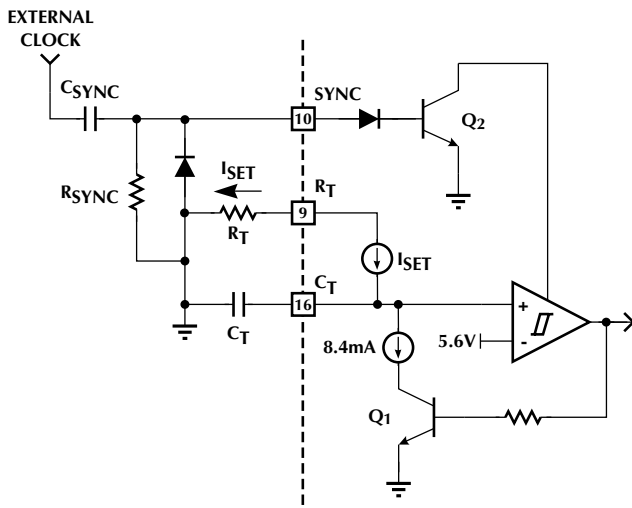 EXTERNAL
CLOCK
CSYNC
SYNC
10
Q2
RSYNC
ISET
RT
9
RT
ISET
CT
16
CT
8.4mA
5.6V
+
-
Q1